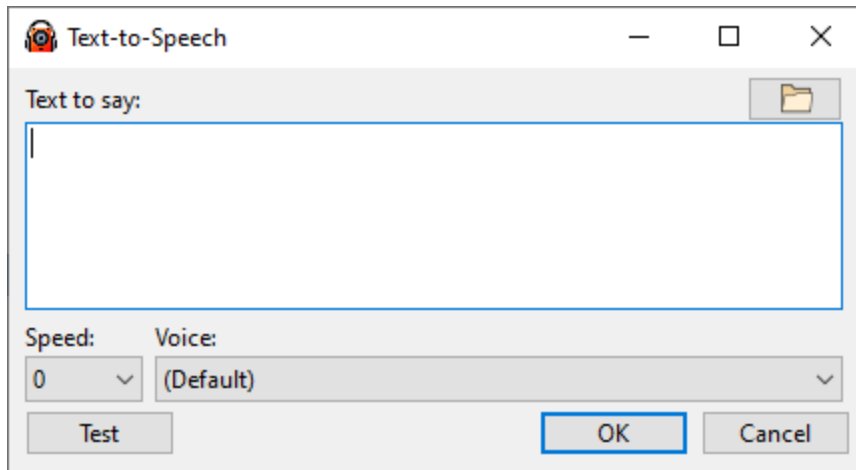 Text-to-Speech
Text to say:
Speed:
Voice:
0
(Default)
Test
OK
Cancel